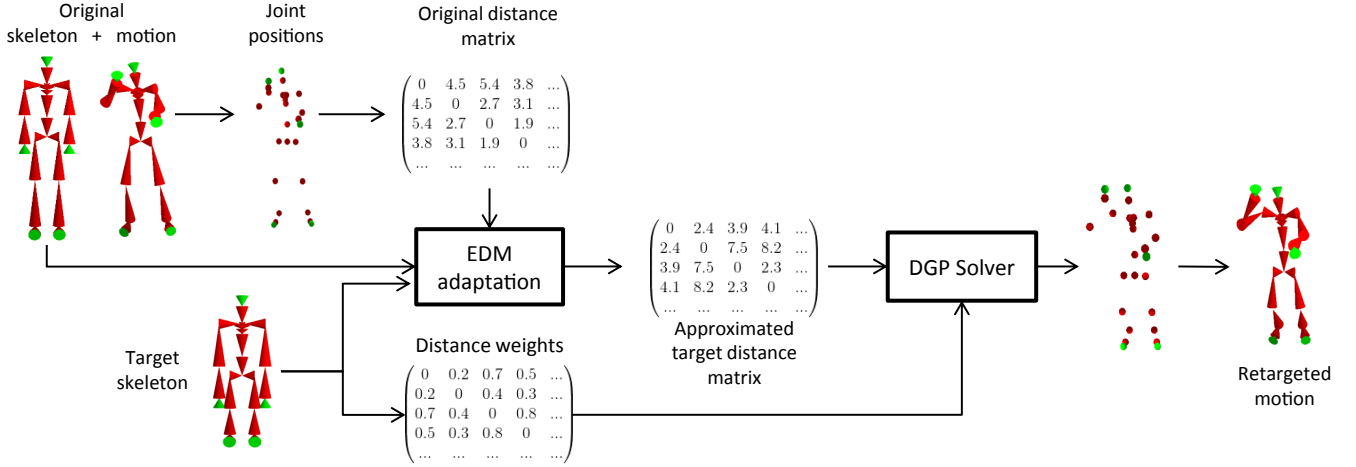 Original
skeleton + motion
Joint
positions
Original distance
matrix
0 4.5 5.4 3.8 ...
4.5 0 2.7 3.1 ...
5.4 2.7 0 1.9 ...
3.8 3.1 1.9 0 ...
... ... ... ... ...
EDM
adaptation
0 2.4 3.9 4.1 ...
2.4 0 7.5 8.2 ...
3.9 7.5 0 2.3 ...
4.1 8.2 2.3 0 ...
... ... ... ... ...
Approximated
target distance
matrix
DGP Solver
Target
skeleton
Distance weights
0 0.2 0.7 0.5 ...
0.2 0 0.4 0.3 ...
0.7 0.4 0 0.8 ...
0.5 0.3 0.8 0 ...
... ... ... ... ...
Retargeted
motion